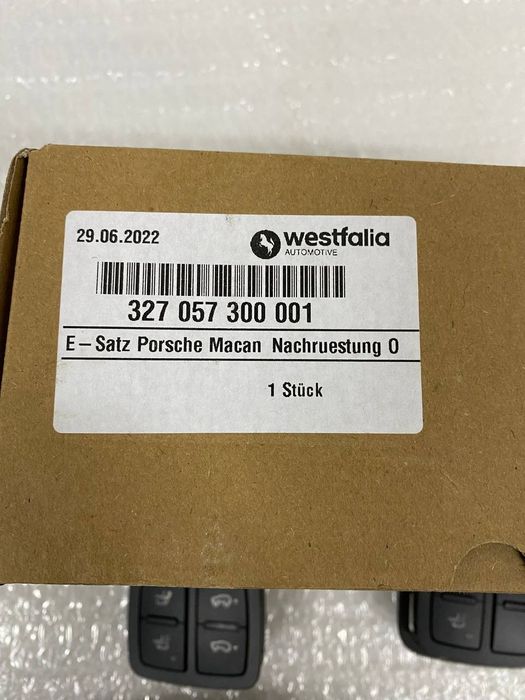 29.06.2022
westfalia
AUTOMOTIVE
327 057 300 001
E-Satz Porsche Macan Nachruestung O
1 Stück